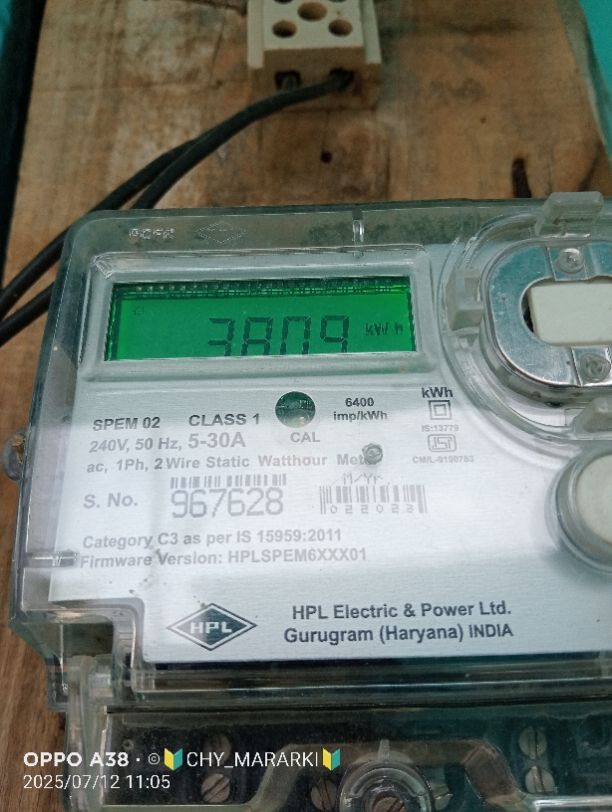 3809 kWh
6400
imp/kWh
kWh
SPEM 02 CLASS 1
240V, 50 Hz, 5-30A
CAL
IS:13779
ac, 1Ph, 2 Wire Static Watthour Meter
S. No. 967628
M/Yr.
022023
Category C3 as per IS 15959:2011
Firmware Version: HPLSPEM6XXX01
HPL
HPL Electric & Power Ltd.
Gurugram (Haryana) INDIA
OPPO A38 · ©🔰CHY_MARARKI🔰
2025/07/12 11:05